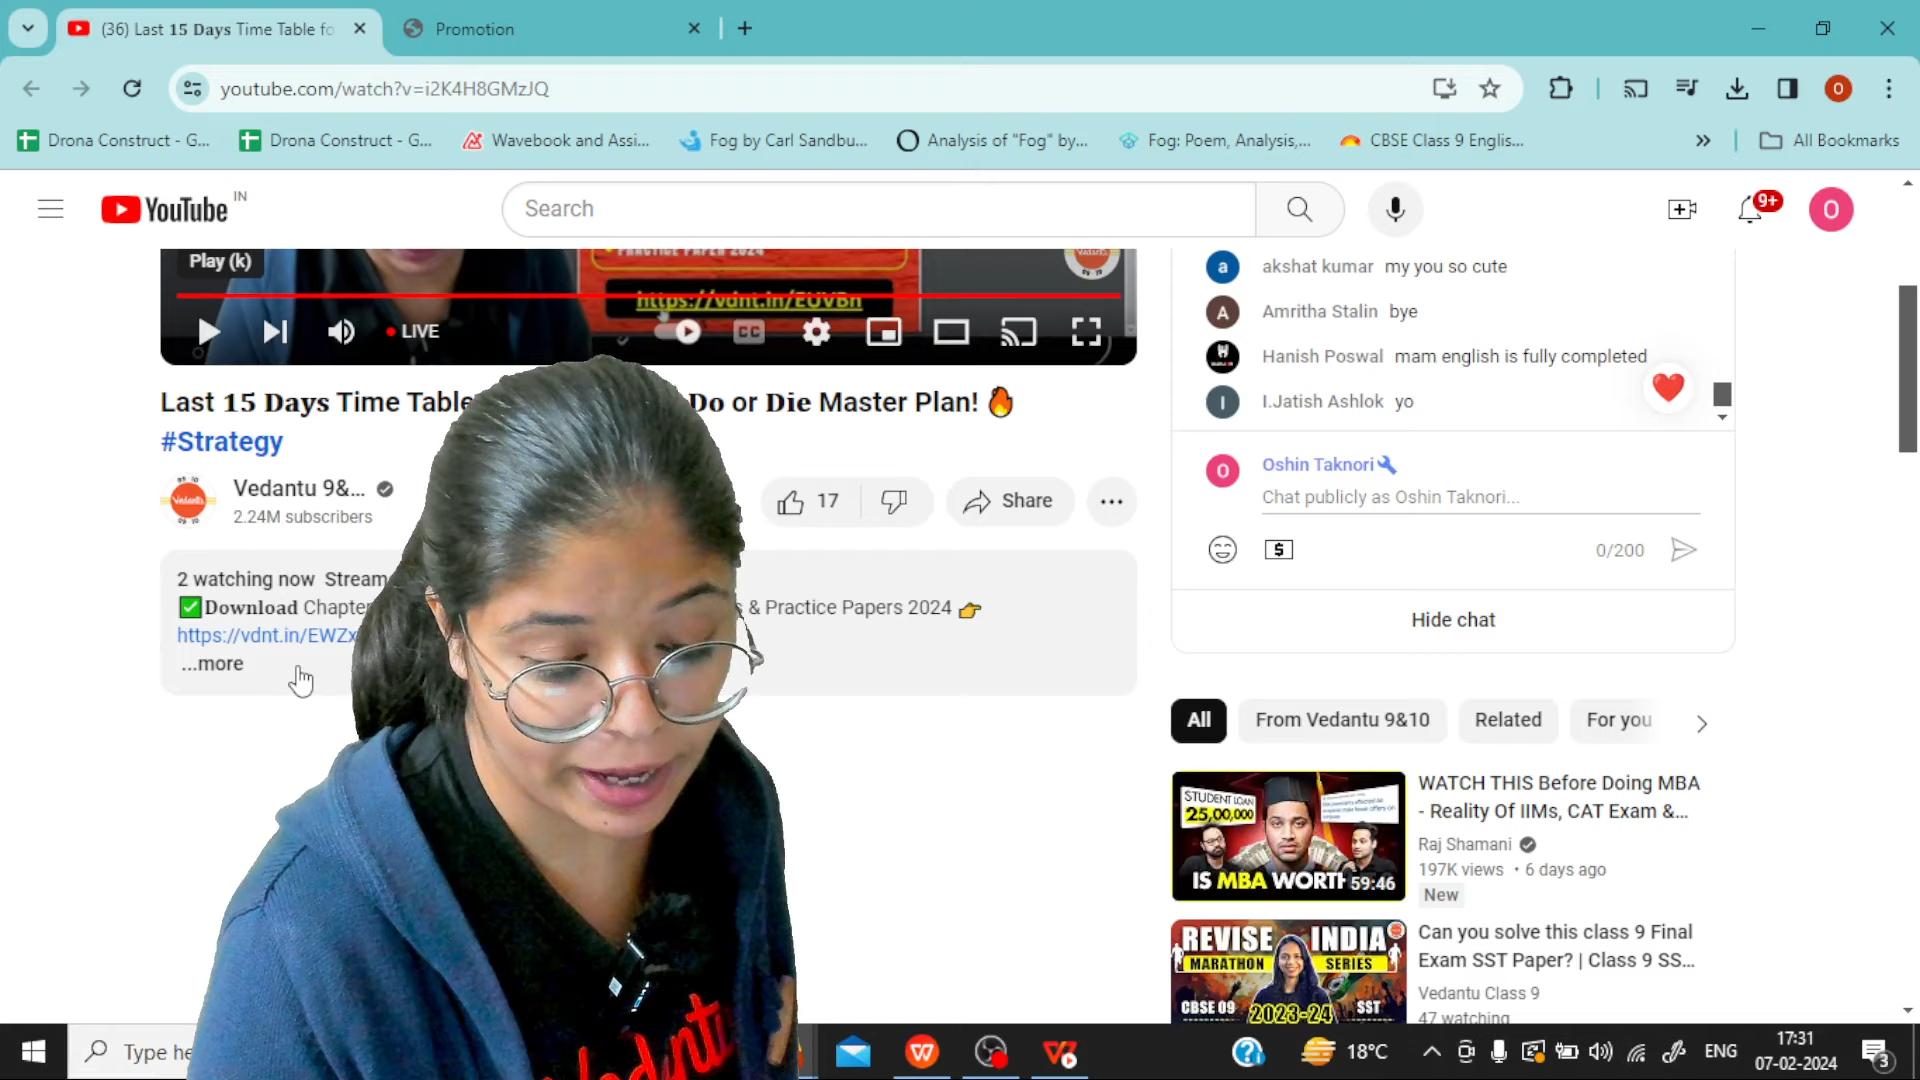 (36) Last 15 Days Time Table fo
Promotion
youtube.com/watch?v=i2K4H8GMzJQ
Drona Construct - G...
Drona Construct - G...
Wavebook and Assi...
Fog by Carl Sandbu...
Analysis of "Fog" by...
Fog: Poem, Analysis,...
CBSE Class 9 Englis...
All Bookmarks
YouTube IN
Search
9+
O
Play (k)
PRACTICE PAPER 2024
https://vdnt.in/EUVBn
LIVE
CC
Last 15 Days Time Table
Do or Die Master Plan!
#Strategy
Vedantu
Vedantu 9&...
2.24M subscribers
17
Share
2 watching now Stream
Download Chapter
& Practice Papers 2024
https://vdnt.in/EWZx
...more
akshat kumar my you so cute
Amritha Stalin bye
Hanish Poswal mam english is fully completed
I.Jatish Ashlok yo
Oshin Taknori
Chat publicly as Oshin Taknori...
0/200
Hide chat
All
From Vedantu 9&10
Related
For you
STUDENT LOAN
25,00,000
IS MBA WORTH
59:46
WATCH THIS Before Doing MBA
- Reality Of IIMs, CAT Exam &...
Raj Shamani
197K views • 6 days ago
New
REVISE INDIA
MARATHON SERIES
CBSE 09
2023-24
SST
Can you solve this class 9 Final
Exam SST Paper? | Class 9 SS...
Vedantu Class 9
47 watching
Vedantu
Type he
18°C
ENG
17:31
07-02-2024
3